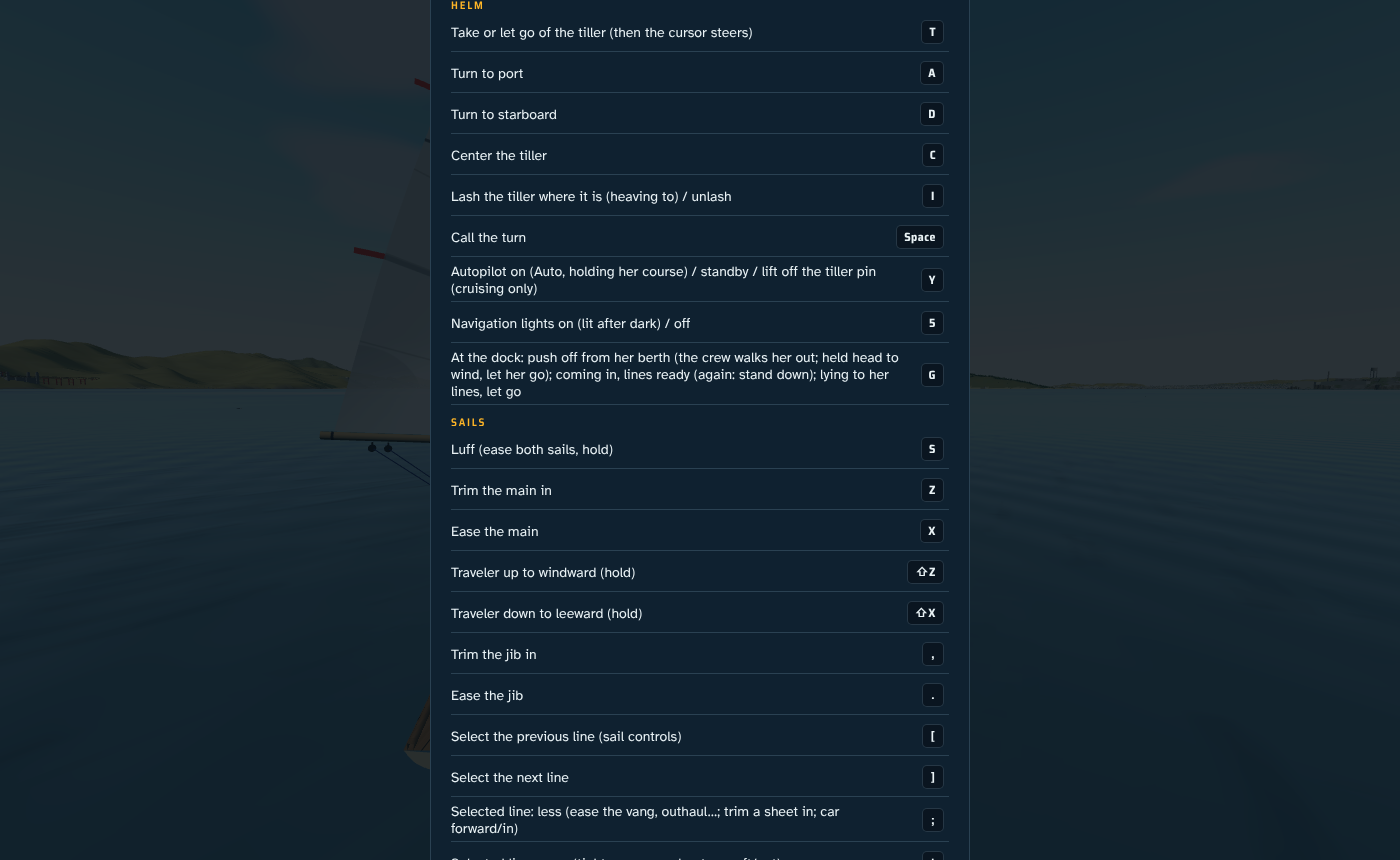 HELM
Take or let go of the tiller (then the cursor steers) T
Turn to port A
Turn to starboard D
Center the tiller C
Lash the tiller where it is (heaving to) / unlash I
Call the turn Space
Autopilot on (Auto, holding her course) / standby / lift off the tiller pin
(cruising only) Y
Navigation lights on (lit after dark) / off 5
At the dock: push off from her berth (the crew walks her out; held head to
wind, let her go); coming in, lines ready (again: stand down); lying to her G
lines, let go
SAILS
Luff (ease both sails, hold) S
Trim the main in Z
Ease the main X
Traveler up to windward (hold) ⇧Z
Traveler down to leeward (hold) ⇧X
Trim the jib in ,
Ease the jib .
Select the previous line (sail controls) [
Select the next line ]
Selected line: less (ease the vang, outhaul...; trim a sheet in; car
forward/in) ;